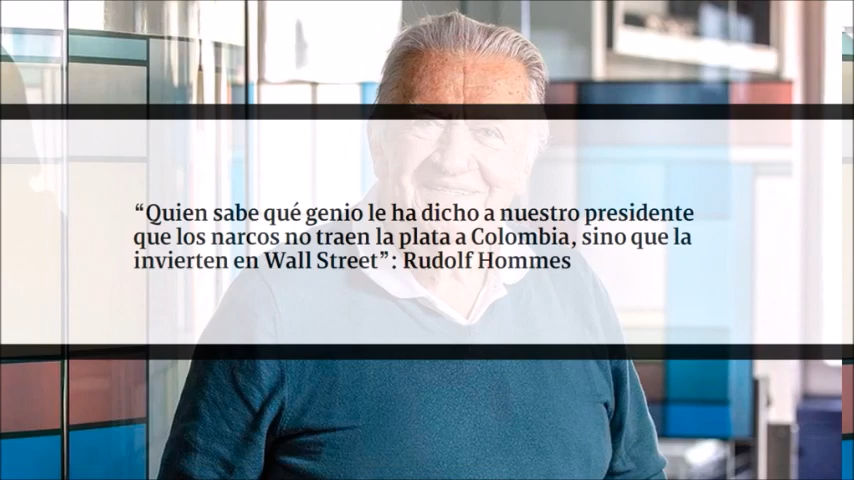 “Quien sabe qué genio le ha dicho a nuestro presidente
que los narcos no traen la plata a Colombia, sino que la
invierten en Wall Street”: Rudolf Hommes